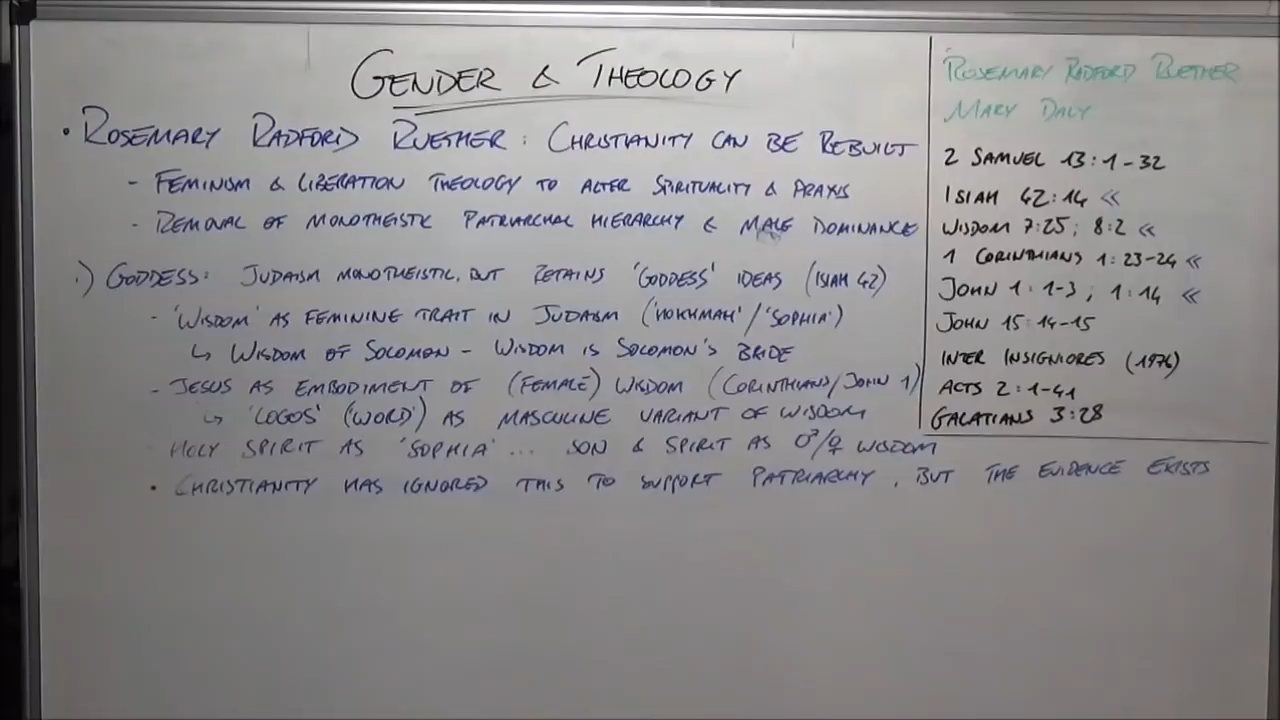 GENDER & THEOLOGY
• ROSEMARY RADFORD RUETHER: CHRISTIANITY CAN BE REBUILT
- FEMINISM & LIBERATION THEOLOGY TO ALTER SPIRITUALITY & PRAXIS
- REMOVAL OF MONOTHEISTIC PATRIARCHAL HIERARCHY & MALE DOMINANCE
.) GODDESS: JUDAISM MONOTHEISTIC, BUT RETAINS 'GODDESS' IDEAS (ISIAH 42)
- 'WISDOM' AS FEMININE TRAIT IN JUDAISM ('HOKHMAH'/'SOPHIA')
↳ WISDOM OF SOLOMON - WISDOM IS SOLOMON'S BRIDE
- JESUS AS EMBODIMENT OF (FEMALE) WISDOM (CORINTHIANS/JOHN 1)
↳ 'LOGOS' ('WORD') AS MASCULINE VARIANT OF WISDOM
HOLY SPIRIT AS 'SOPHIA'... SON & SPIRIT AS ♂/♀ WISDOM
• CHRISTIANITY HAS IGNORED THIS TO SUPPORT PATRIARCHY, BUT THE EVIDENCE EXISTS
ROSEMARY RADFORD RUETHER
MARY DALY
2 SAMUEL 13:1-32
ISIAH 42:14 «
WISDOM 7:25; 8:2 «
1 CORINTHIANS 1:23-24 «
JOHN 1:1-3; 1:14 «
JOHN 15:14-15
INTER INSIGNIORES (1976)
ACTS 2:1-41
GALATIANS 3:28